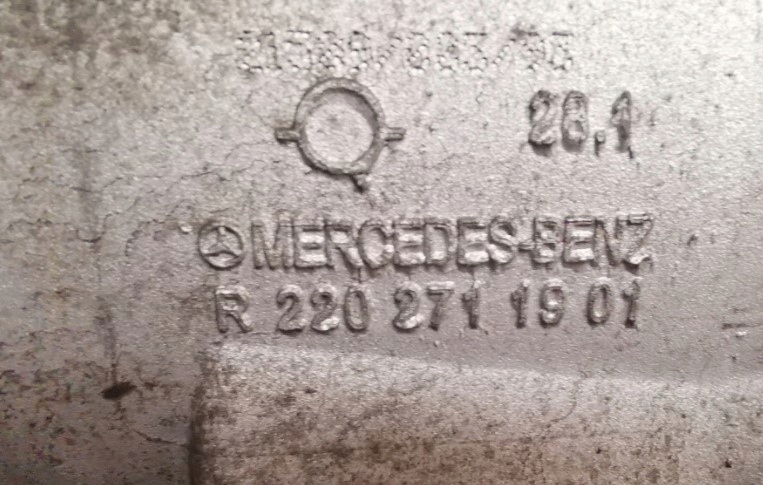 28.1
MERCEDES-BENZ
R 220 271 19 01